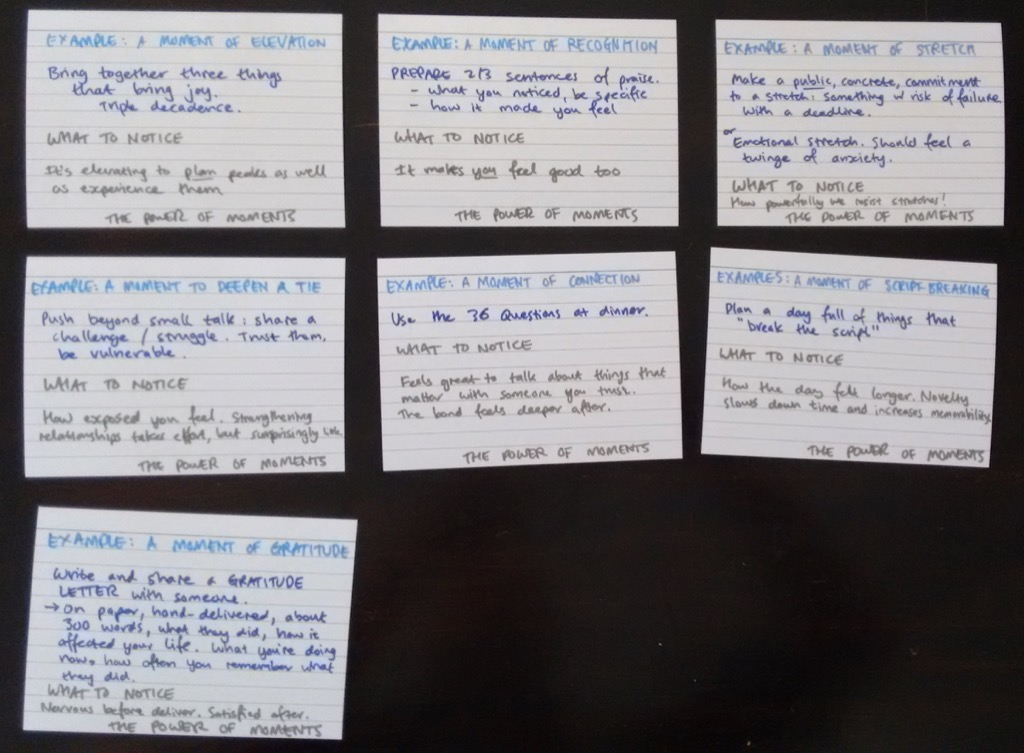 EXAMPLE: A MOMENT OF ELEVATION
Bring together three things
that bring joy.
Triple decadence.
WHAT TO NOTICE
It's elevating to plan peaks as well
as experience them
THE POWER OF MOMENTS
EXAMPLE: A MOMENT OF RECOGNITION
PREPARE 2/3 sentences of praise.
- what you noticed, be specific
- how it made you feel
WHAT TO NOTICE
It makes you feel good too
THE POWER OF MOMENTS
EXAMPLE: A MOMENT OF STRETCH
Make a public, concrete, commitment
to a stretch: something w risk of failure
with a deadline.
or
Emotional stretch. Should feel a
twinge of anxiety.
WHAT TO NOTICE
How powerfully we resist stretches!
THE POWER OF MOMENTS
EXAMPLE: A MOMENT TO DEEPEN A TIE
Push beyond small talk: share a
challenge / struggle. Trust them,
be vulnerable.
WHAT TO NOTICE
How exposed you feel. Strengthening
relationships takes effort, but surprisingly little
THE POWER OF MOMENTS
EXAMPLE: A MOMENT OF CONNECTION
Use the 36 Questions at dinner.
WHAT TO NOTICE
Feels great to talk about things that
matter with someone you trust.
The bond feels deeper after.
THE POWER OF MOMENTS
EXAMPLES: A MOMENT OF SCRIPT-BREAKING
Plan a day full of things that
"break the script"
WHAT TO NOTICE
How the day felt longer. Novelty
slows down time and increases memorability
THE POWER OF MOMENTS
EXAMPLE: A MOMENT OF GRATITUDE
Write and share a GRATITUDE
LETTER with someone.
→ On paper, hand-delivered, about
300 words, what they did, how it
affected your life. What you're doing
now, how often you remember what
they did.
WHAT TO NOTICE
Nervous before deliver. Satisfied after.
THE POWER OF MOMENTS